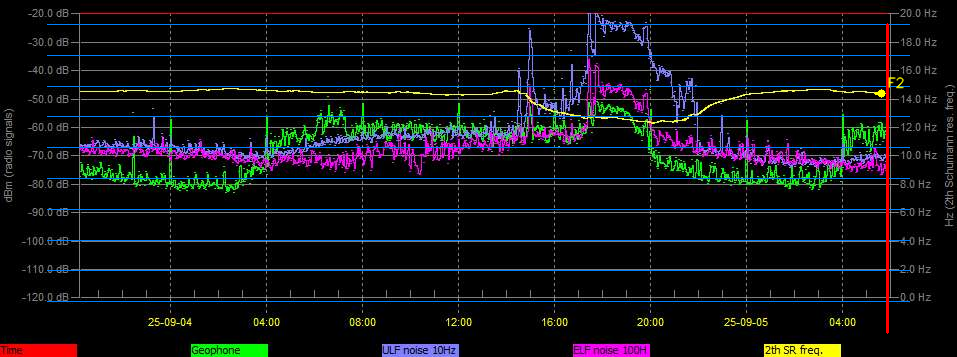 -20.0 dB
-30.0 dB
-40.0 dB
-50.0 dB
-60.0 dB
-70.0 dB
-80.0 dB
-90.0 dB
-100.0 dB
-110.0 dB
-120.0 dB
dBm (radio signals)
20.0 Hz
18.0 Hz
16.0 Hz
14.0 Hz
12.0 Hz
10.0 Hz
8.0 Hz
6.0 Hz
4.0 Hz
2.0 Hz
0.0 Hz
Hz (2th Schumann res. freq.)
F2
25-09-04 04:00 08:00 12:00 16:00 20:00 25-09-05 04:00
Time Geophone ULF noise 10Hz ELF noise 100H 2th SR freq.